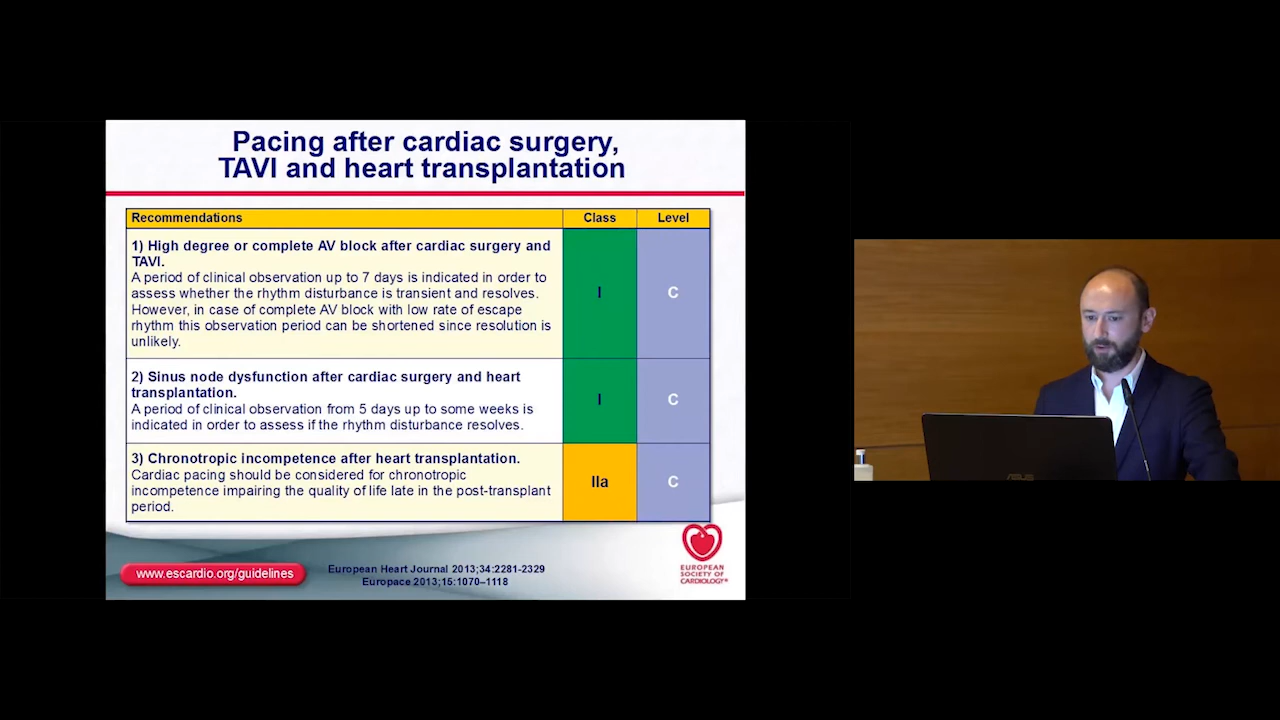 Pacing after cardiac surgery,
TAVI and heart transplantation
Recommendations Class Level
1) High degree or complete AV block after cardiac surgery and
TAVI.
A period of clinical observation up to 7 days is indicated in order to
assess whether the rhythm disturbance is transient and resolves.
However, in case of complete AV block with low rate of escape
rhythm this observation period can be shortened since resolution is
unlikely.
I C
2) Sinus node dysfunction after cardiac surgery and heart
transplantation.
A period of clinical observation from 5 days up to some weeks is
indicated in order to assess if the rhythm disturbance resolves.
I C
3) Chronotropic incompetence after heart transplantation.
Cardiac pacing should be considered for chronotropic
incompetence impairing the quality of life late in the post-transplant
period.
IIa C
www.escardio.org/guidelines
European Heart Journal 2013;34:2281-2329
Europace 2013;15:1070–1118
EUROPEAN
SOCIETY OF
CARDIOLOGY®
ASUS